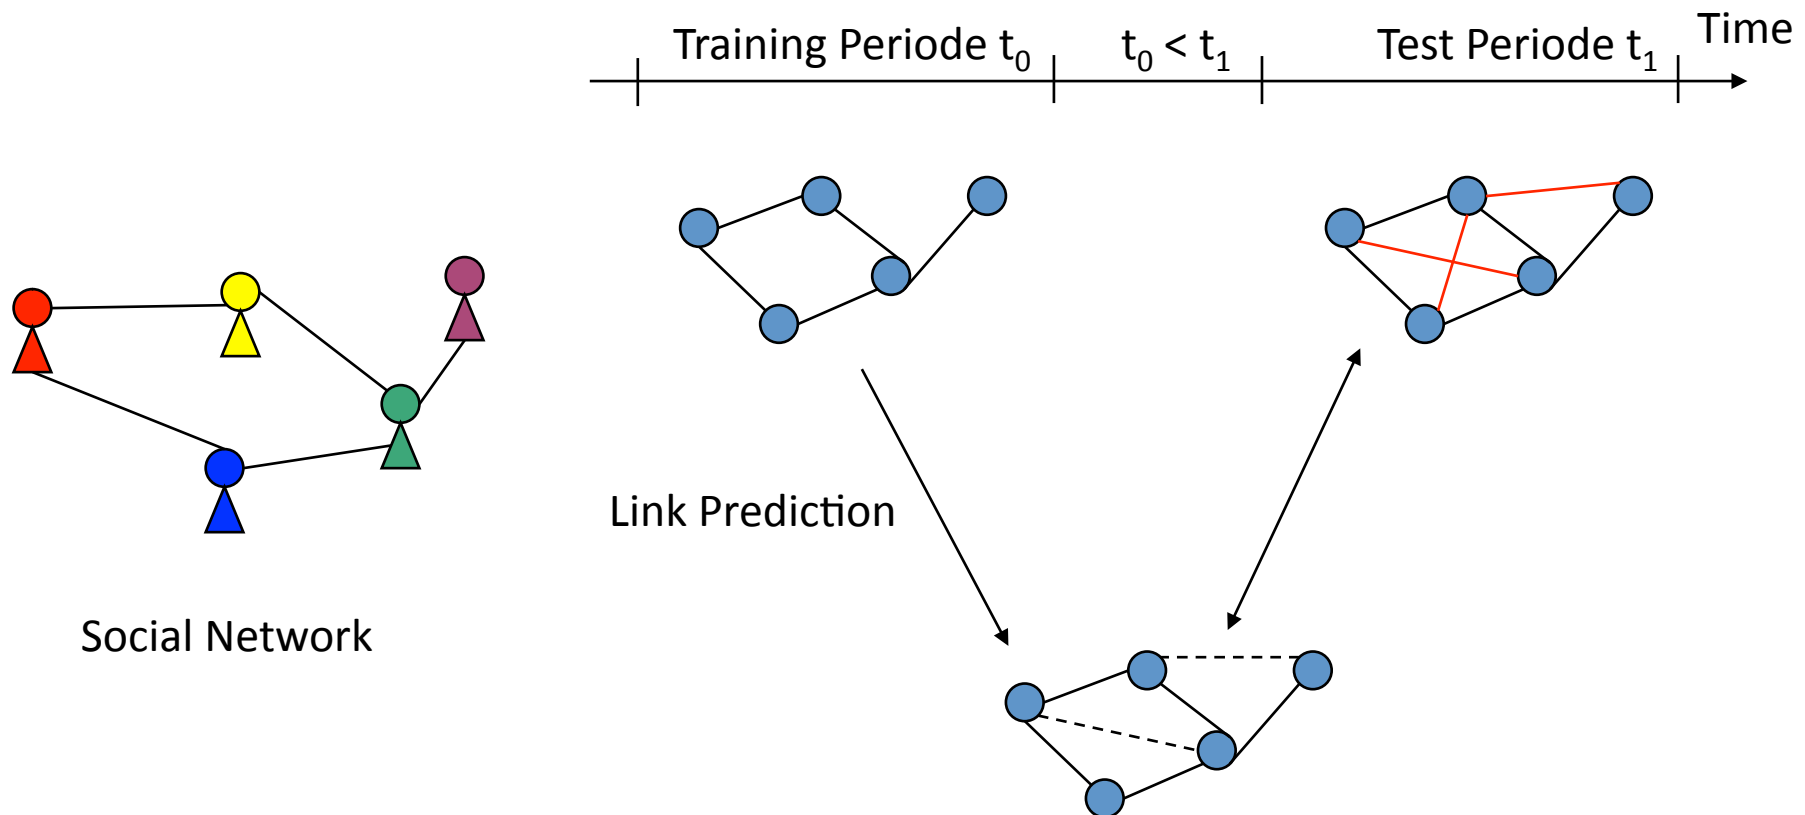 Training Periode t₀
t₀ < t₁
Test Periode t₁
Time
Link Prediction
Social Network